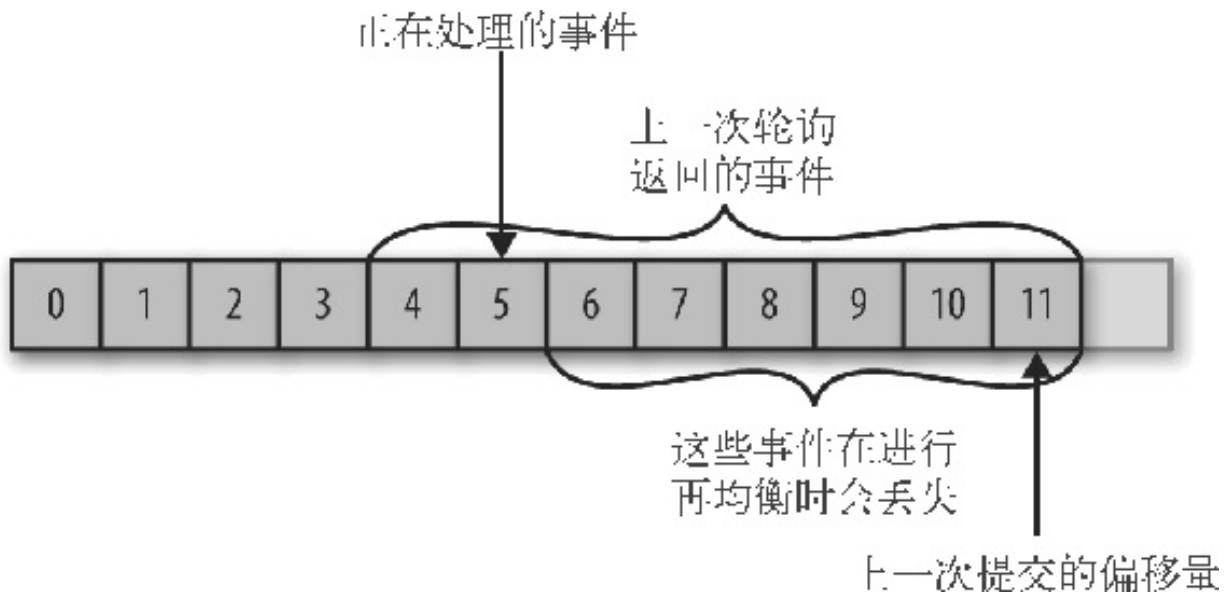 正在处理的事件
上一次轮询
返回的事件
0 1 2 3 4 5 6 7 8 9 10 11
这些事件在进行
再均衡时会丢失
上一次提交的偏移量